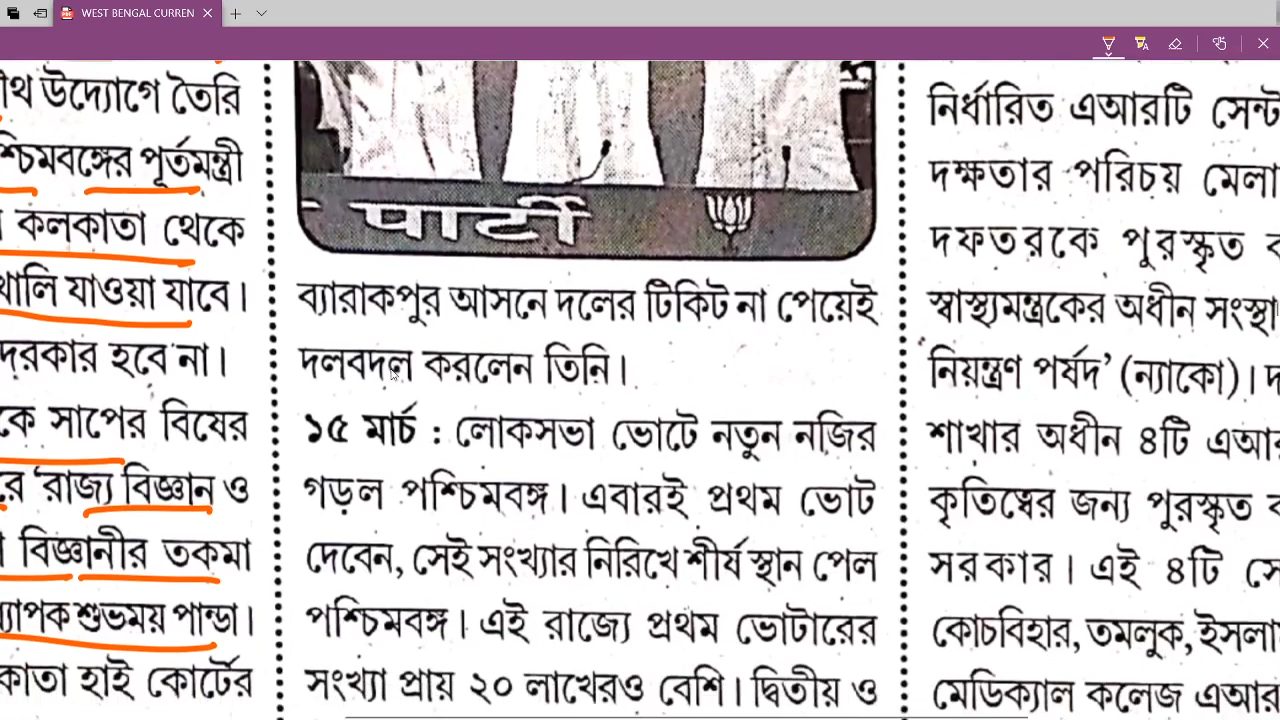 WEST BENGAL CURREN
থ উদ্যোগে তৈরি
পশ্চিমবঙ্গের পূর্তমন্ত্রী
কলকাতা থেকে
খালি যাওয়া যাবে।
দরকার হবে না।
কে সাপের বিষের
রে 'রাজ্য বিজ্ঞান ও
বিজ্ঞানীর তকমা
শুভময় পান্ডা।
হাই কোর্টের
पार्टी
ব্যারাকপুর আসনে দলের টিকিট না পেয়েই
দলবদল করলেন তিনি।
১৫ মার্চ : লোকসভা ভোটে নতুন নজির
গড়ল পশ্চিমবঙ্গ। এবারই প্রথম ভোট
দেবেন, সেই সংখ্যার নিরিখে শীর্ষ স্থান পেল
পশ্চিমবঙ্গ। এই রাজ্যে প্রথম ভোটারের
সংখ্যা প্রায় ২০ লাখেরও বেশি। দ্বিতীয় ও
নির্ধারিত এআরটি সেন্ট
দক্ষতার পরিচয় মেলা
দফতরকে পুরস্কৃত ক
স্বাস্থ্যমন্ত্রকের অধীন সংস্থা
নিয়ন্ত্রণ পর্ষদ' (ন্যাকো)। দ
শাখার অধীন ৪টি এআর
কৃতিত্বের জন্য পুরস্কৃত ক
সরকার। এই ৪টি সে
কোচবিহার, তমলুক, ইসলা
মেডিক্যাল কলেজ এআর